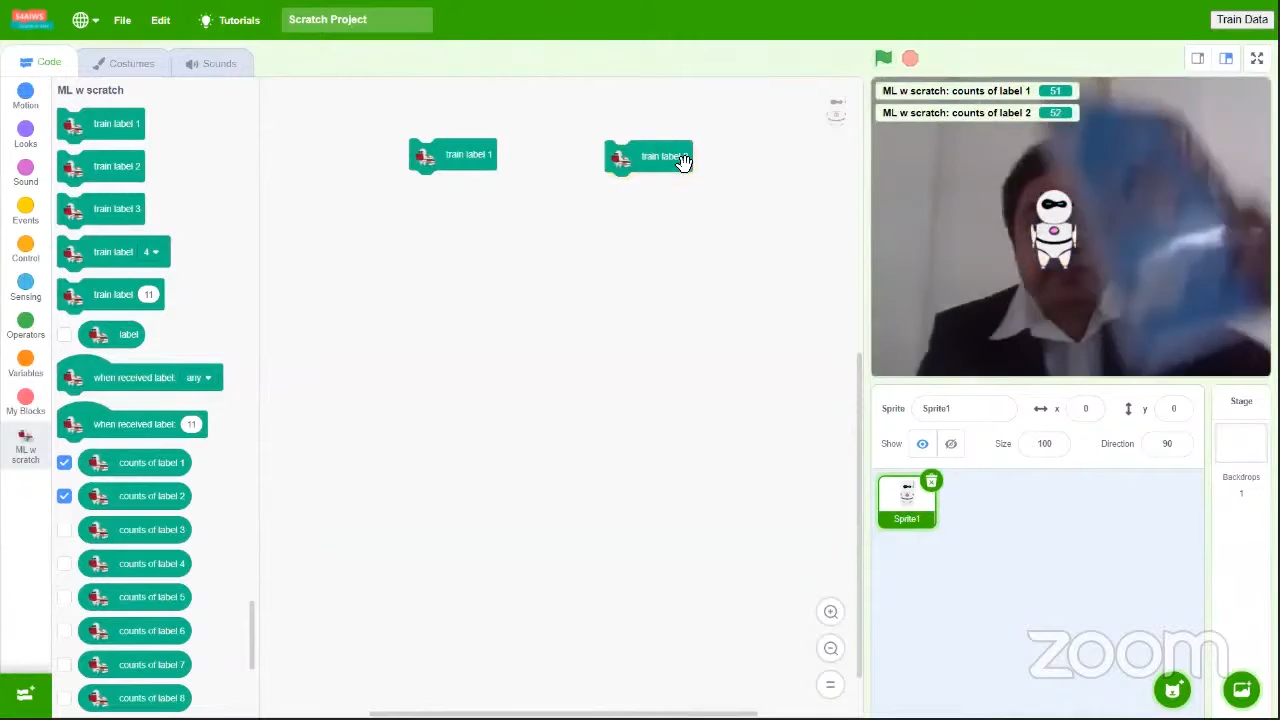 S4AIWS
File
Edit
Tutorials
Scratch Project
Train Data
Code
Costumes
Sounds
Motion
Looks
Sound
Events
Control
Sensing
Operators
Variables
My Blocks
ML w
scratch
ML w scratch
train label 1
train label 2
train label 3
train label 4
train label 11
label
when received label: any
when received label: 11
counts of label 1
counts of label 2
counts of label 3
counts of label 4
counts of label 5
counts of label 6
counts of label 7
counts of label 8
train label 1
train label
ML w scratch: counts of label 1 51
ML w scratch: counts of label 2 52
Sprite Sprite1 x 0 y 0
Show Size 100 Direction 90
Sprite1
Stage
Backdrops
1
zoom